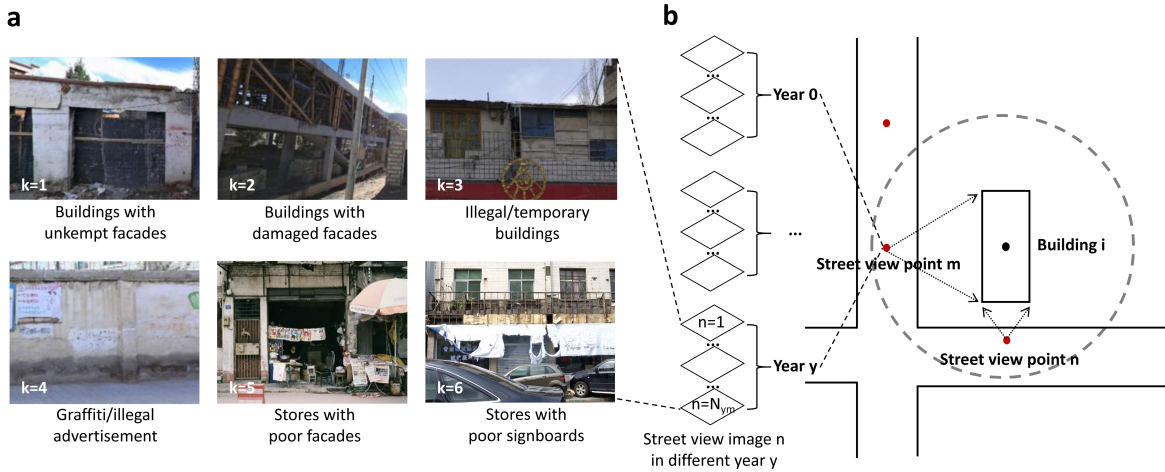 a
b
k=1
k=2
k=3
Buildings with
unkempt facades
Buildings with
damaged facades
Illegal/temporary
buildings
k=4
k=5
k=6
Graffiti/illegal
advertisement
Stores with
poor facades
Stores with
poor signboards
...
...
Year 0
...
...
...
n=1
...
...
n=Nym
Year y
Street view image n
in different year y
Building i
Street view point m
Street view point n